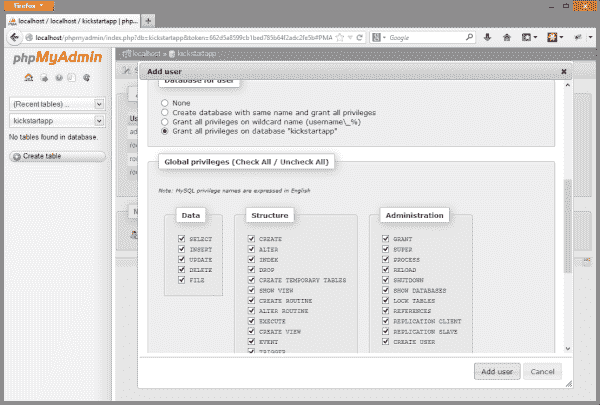 Firefox
localhost / localhost / kickstartapp | php...
localhost/phpmyadmin/index.php?db=kickstartapp&token=662d5a8599cb1bed785b64f2adc2fe5b#PMA
Google
phpMyAdmin
localhost » kickstartapp
(Recent tables) ...
kickstartapp
No tables found in database.
Create table
Add user
Database for user
None
Create database with same name and grant all privileges
Grant all privileges on wildcard name (username\_%)
Grant all privileges on database "kickstartapp"
Global privileges (Check All / Uncheck All)
Note: MySQL privilege names are expressed in English
Data
SELECT
INSERT
UPDATE
DELETE
FILE
Structure
CREATE
ALTER
INDEX
DROP
CREATE TEMPORARY TABLES
SHOW VIEW
CREATE ROUTINE
ALTER ROUTINE
EXECUTE
CREATE VIEW
EVENT
TRIGGER
Administration
GRANT
SUPER
PROCESS
RELOAD
SHUTDOWN
SHOW DATABASES
LOCK TABLES
REFERENCES
REPLICATION CLIENT
REPLICATION SLAVE
CREATE USER
Add user
Cancel